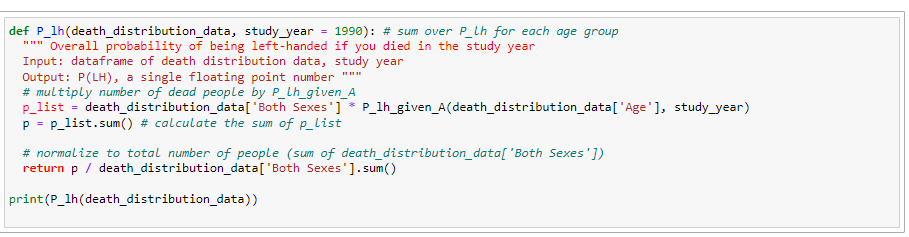 def P_lh(death_distribution_data, study_year = 1990): # sum over P_lh for each age group
""" Overall probability of being left-handed if you died in the study year
Input: dataframe of death distribution data, study year
Output: P(LH), a single floating point number """
# multiply number of dead people by P_lh_given_A
p_list = death_distribution_data['Both Sexes'] * P_lh_given_A(death_distribution_data['Age'], study_year)
p = p_list.sum() # calculate the sum of p_list
# normalize to total number of people (sum of death_distribution_data['Both Sexes'])
return p / death_distribution_data['Both Sexes'].sum()
print(P_lh(death_distribution_data))